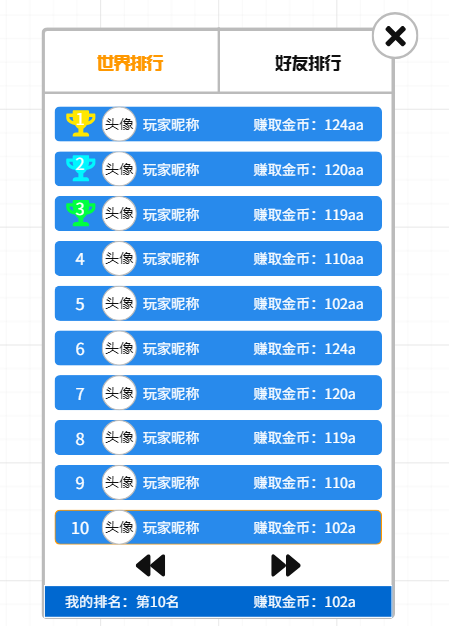 世界排行 好友排行
1 头像 玩家昵称 赚取金币：124aa
2 头像 玩家昵称 赚取金币：120aa
3 头像 玩家昵称 赚取金币：119aa
4 头像 玩家昵称 赚取金币：110aa
5 头像 玩家昵称 赚取金币：102aa
6 头像 玩家昵称 赚取金币：124a
7 头像 玩家昵称 赚取金币：120a
8 头像 玩家昵称 赚取金币：119a
9 头像 玩家昵称 赚取金币：110a
10 头像 玩家昵称 赚取金币：102a
我的排名：第10名 赚取金币：102a